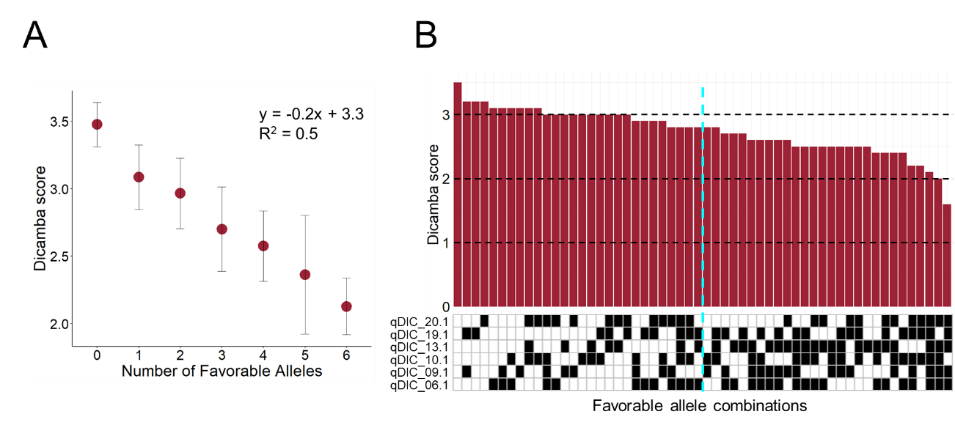 A
B
y = -0.2x + 3.3
R² = 0.5
Dicamba score
3.5
3.0
2.5
2.0
0 1 2 3 4 5 6
Number of Favorable Alleles
Dicamba score
3
2
1
0
qDIC_20.1
qDIC_19.1
qDIC_13.1
qDIC_10.1
qDIC_09.1
qDIC_06.1
Favorable allele combinations